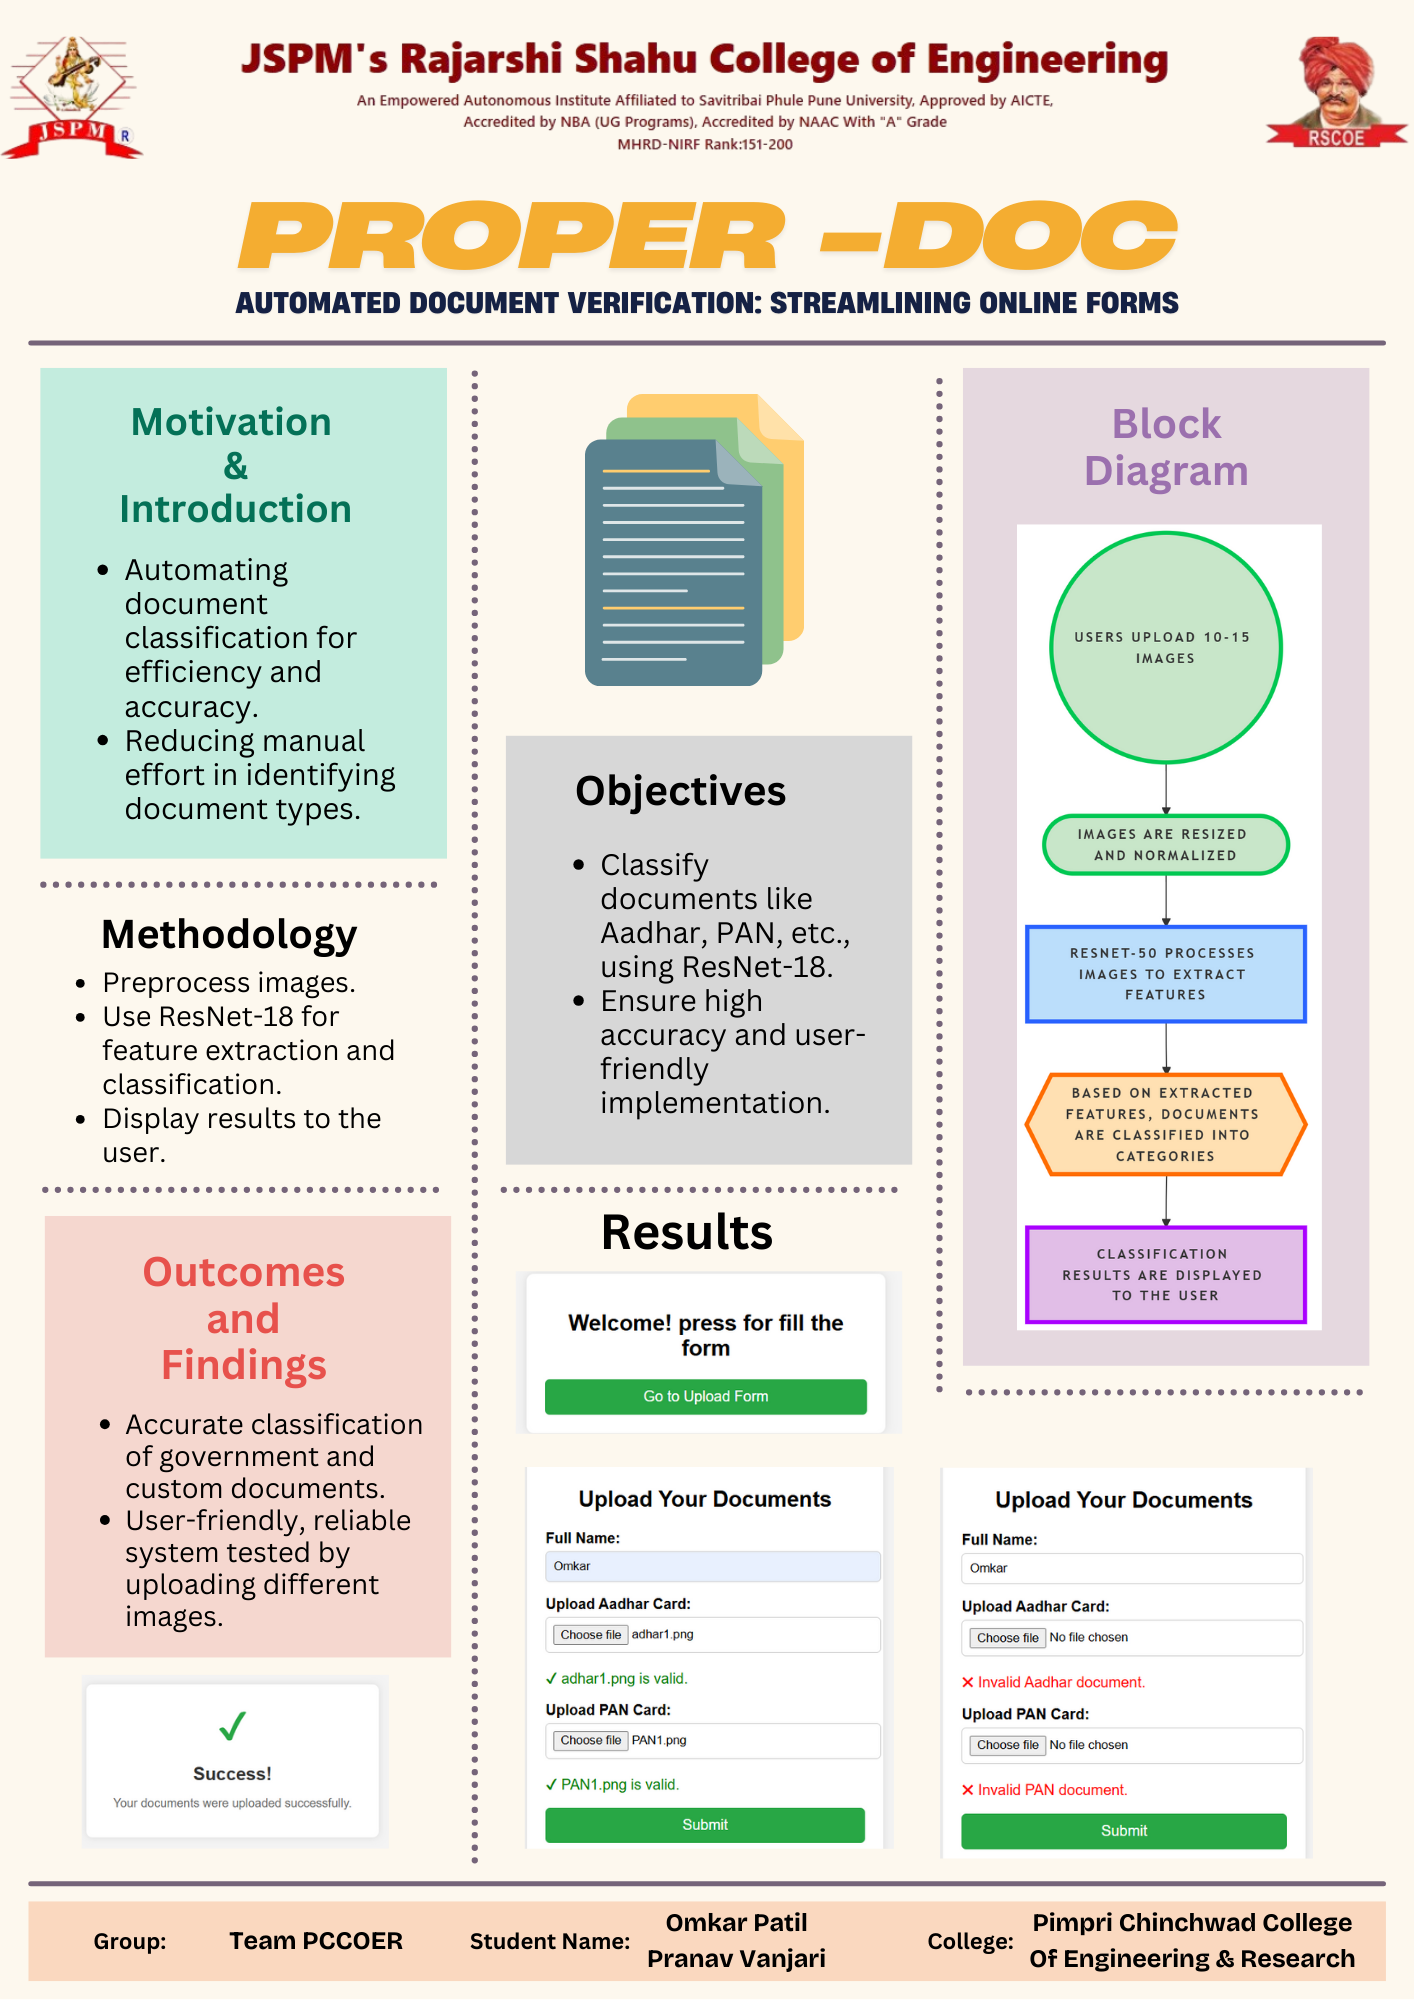 JSPM's Rajarshi Shahu College of Engineering
An Empowered Autonomous Institute Affiliated to Savitribai Phule Pune University, Approved by AICTE,
Accredited by NBA (UG Programs), Accredited by NAAC With "A" Grade
MHRD-NIRF Rank:151-200
JSPM
R
RSCOE
PROPER -DOC
AUTOMATED DOCUMENT VERIFICATION: STREAMLINING ONLINE FORMS
Motivation
&
Introduction
• Automating
document
classification for
efficiency and
accuracy.
• Reducing manual
effort in identifying
document types.
Methodology
• Preprocess images.
• Use ResNet-18 for
feature extraction and
classification.
• Display results to the
user.
Outcomes
and
Findings
• Accurate classification
of government and
custom documents.
• User-friendly, reliable
system tested by
uploading different
images.
✓
Success!
Your documents were uploaded successfully.
Objectives
• Classify
documents like
Aadhar, PAN, etc.,
using ResNet-18.
• Ensure high
accuracy and user-
friendly
implementation.
Results
Welcome! press for fill the
form
Go to Upload Form
Upload Your Documents
Full Name:
Omkar
Upload Aadhar Card:
Choose file adhar1.png
✓ adhar1.png is valid.
Upload PAN Card:
Choose file PAN1.png
✓ PAN1.png is valid.
Submit
Block
Diagram
USERS UPLOAD 10-15
IMAGES
IMAGES ARE RESIZED
AND NORMALIZED
RESNET-50 PROCESSES
IMAGES TO EXTRACT
FEATURES
BASED ON EXTRACTED
FEATURES, DOCUMENTS
ARE CLASSIFIED INTO
CATEGORIES
CLASSIFICATION
RESULTS ARE DISPLAYED
TO THE USER
Upload Your Documents
Full Name:
Omkar
Upload Aadhar Card:
Choose file No file chosen
✕ Invalid Aadhar document.
Upload PAN Card:
Choose file No file chosen
✕ Invalid PAN document.
Submit
Group: Team PCCOER
Student Name: Omkar Patil
Pranav Vanjari
College: Pimpri Chinchwad College
Of Engineering & Research